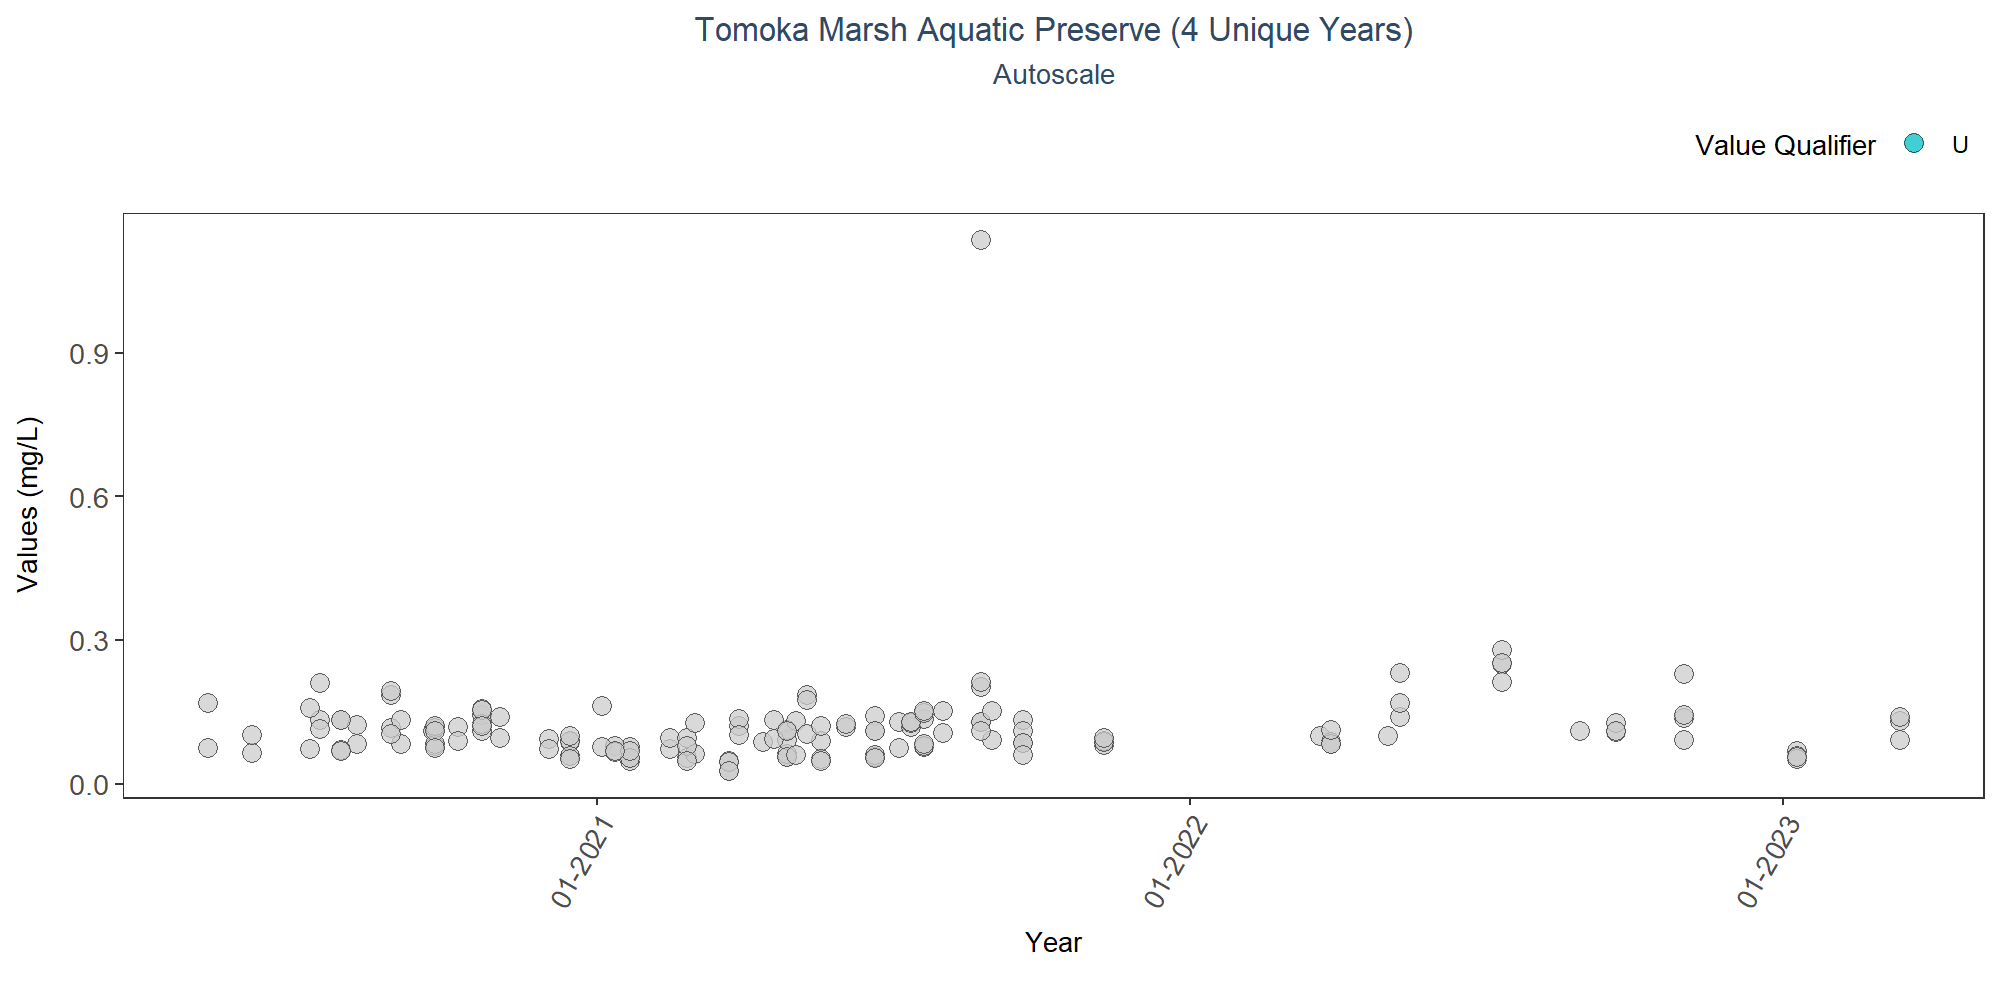 Tomoka Marsh Aquatic Preserve (4 Unique Years)
Autoscale
Value Qualifier U
0.9
0.6
0.3
0.0
Values (mg/L)
01-2021
01-2022
01-2023
Year